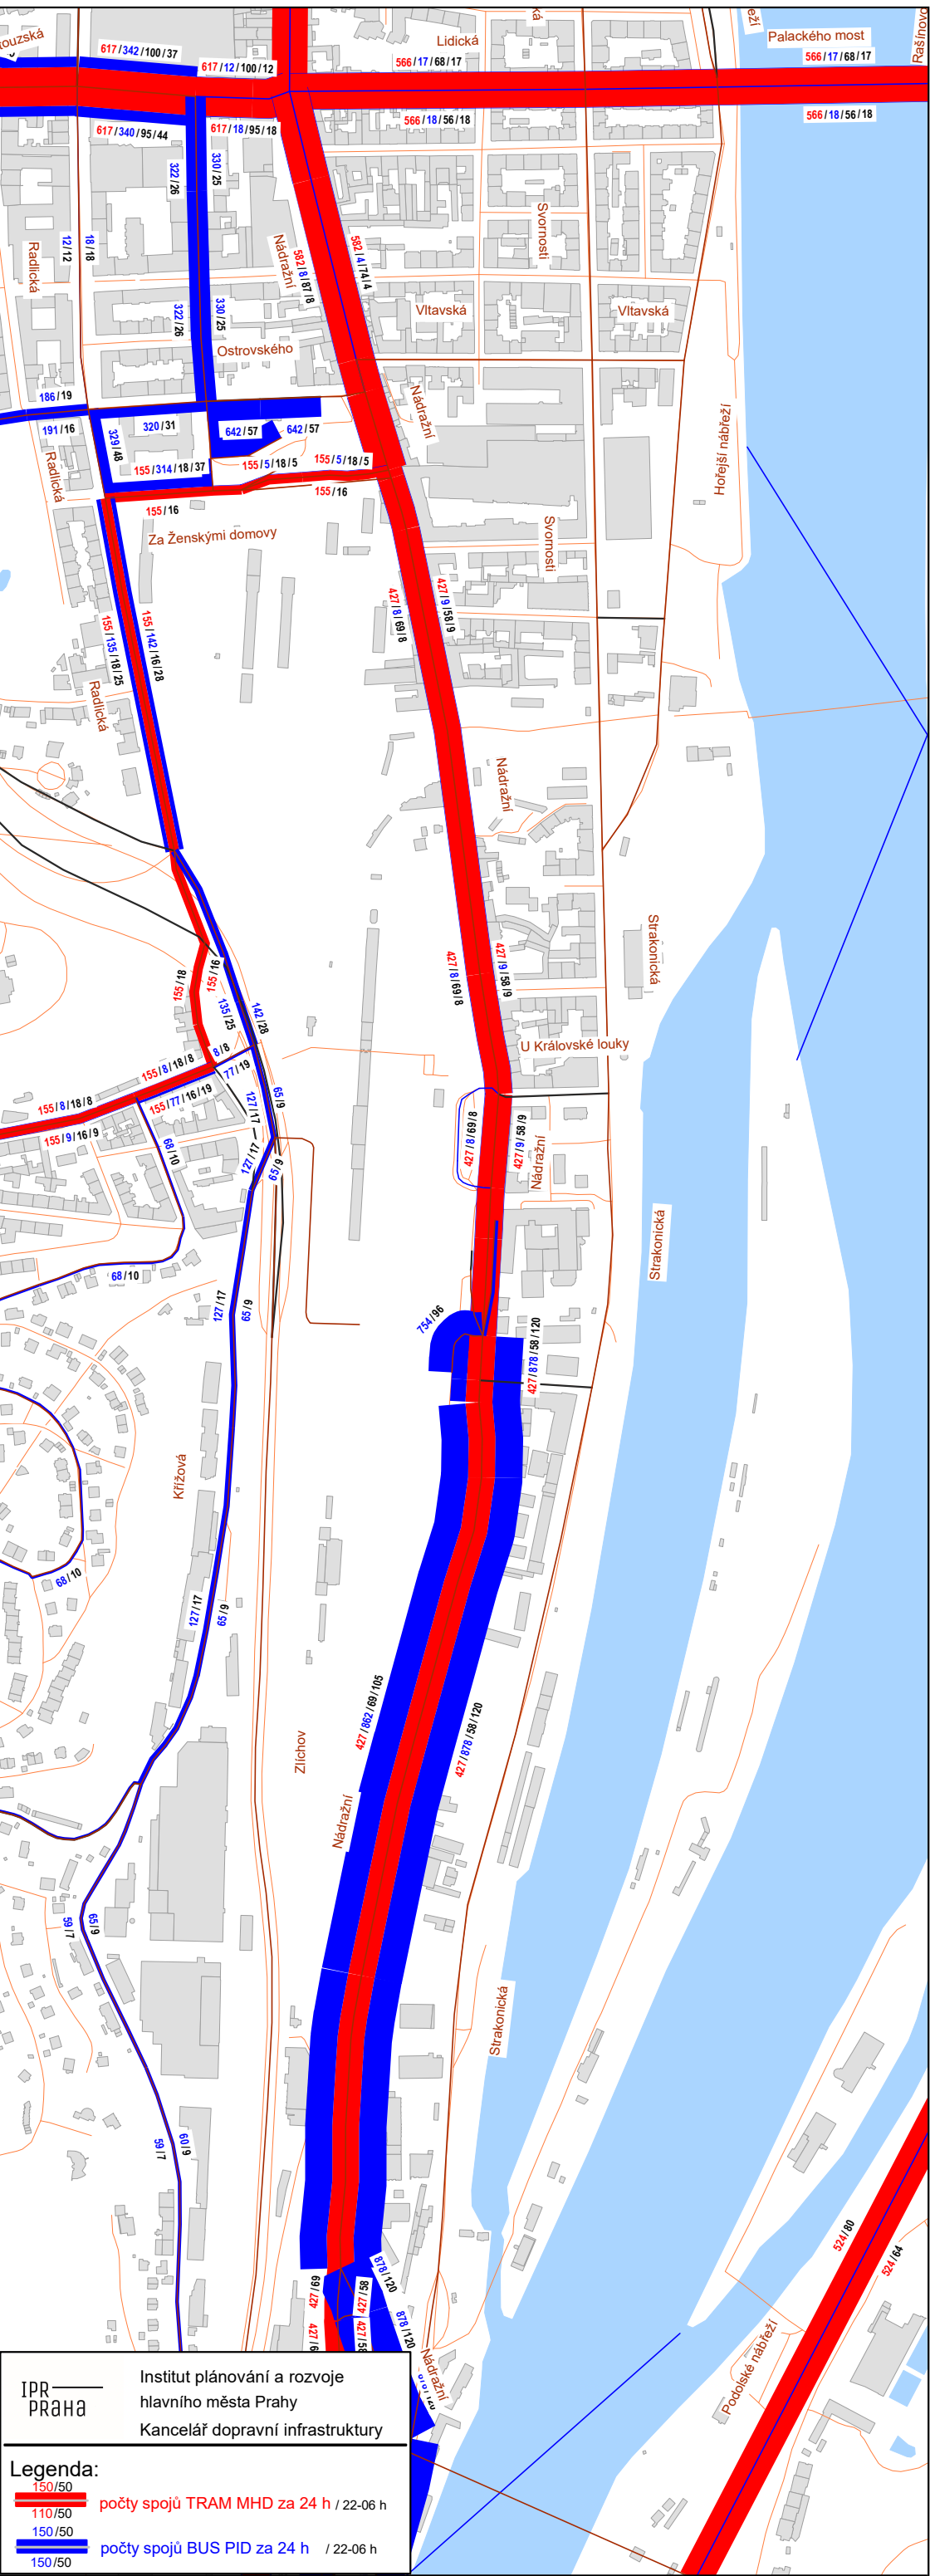 ouzská
617/342/100/37
617/12/100/12
Lidická
566/17/68/17
Palackého most
566/17/68/17
Rašínovo
617/340/95/44
617/18/95/18
566/18/56/18
566/18/56/18
322/26
330/25
12/12
18/18
Radlická
Nádražní
582/8/87/8
582/4/74/4
Svornosti
322/26
330/25
Vltavská
Vltavská
Ostrovského
186/19
191/16
Nádražní
Hořejší nábřeží
329/48
320/31
642/57
642/57
155/314/18/37
155/5/18/5
155/5/18/5
Radlická
155/16
155/16
Za Ženskými domovy
Svornosti
427/8/69/8
427/9/58/9
155/135/18/25
155/142/16/28
Radlická
Nádražní
427/8/69/8
427/9/58/9
Strakonická
155/18
155/16
135/25
142/28
U Královské louky
155/8/18/8
8/8
77/19
155/8/18/8
155/77/16/19
127/17
65/9
155/9/16/9
68/10
127/17
65/9
427/8/69/8
427/9/58/9
Nádražní
Strakonická
68/10
127/17
65/9
754/96
427/878/58/120
Křížová
68/10
127/17
65/9
427/862/69/105
427/878/58/120
Zlíchov
Nádražní
59/7
65/9
Strakonická
59/7
60/9
524/80
524/64
427/69
427/58
878/120
878/120
Nádražní
Podolské nábřeží
IPR
PRAHA
Institut plánování a rozvoje
hlavního města Prahy
Kancelář dopravní infrastruktury
Legenda:
150/50
110/50
počty spojů TRAM MHD za 24 h / 22-06 h
150/50
150/50
počty spojů BUS PID za 24 h / 22-06 h